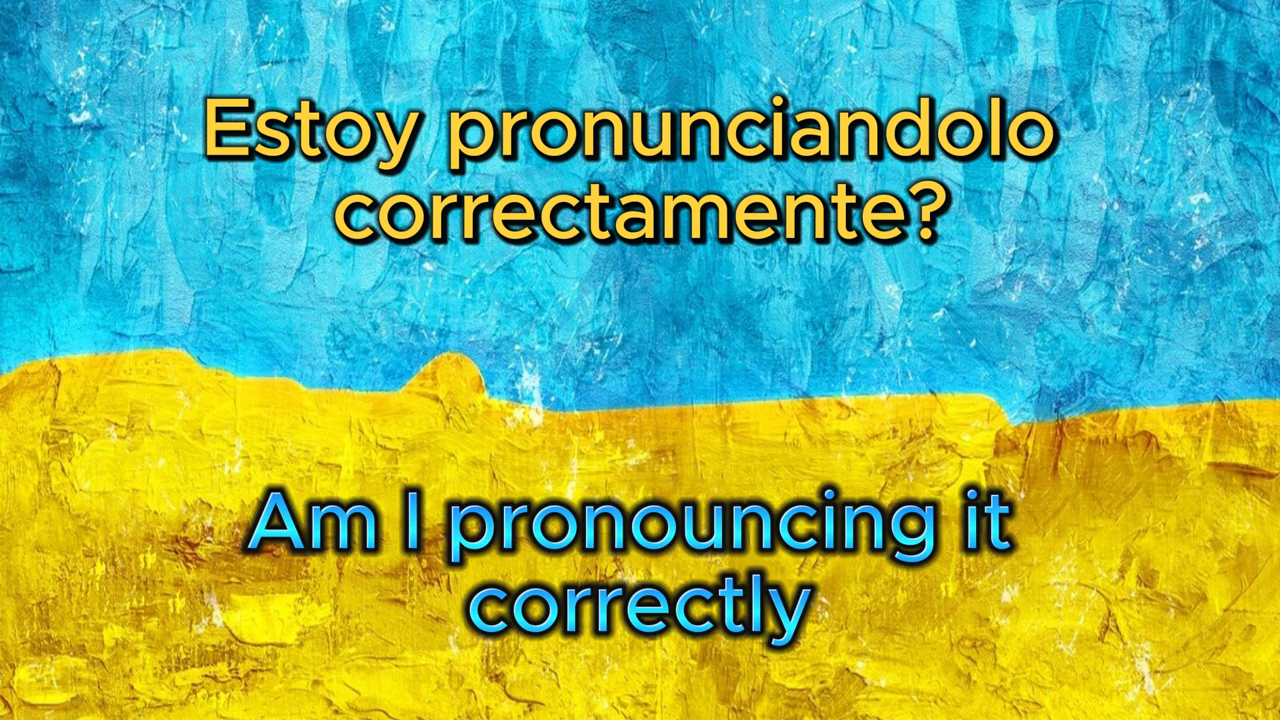 Estoy pronunciandolo
correctamente?
Am I pronouncing it
correctly